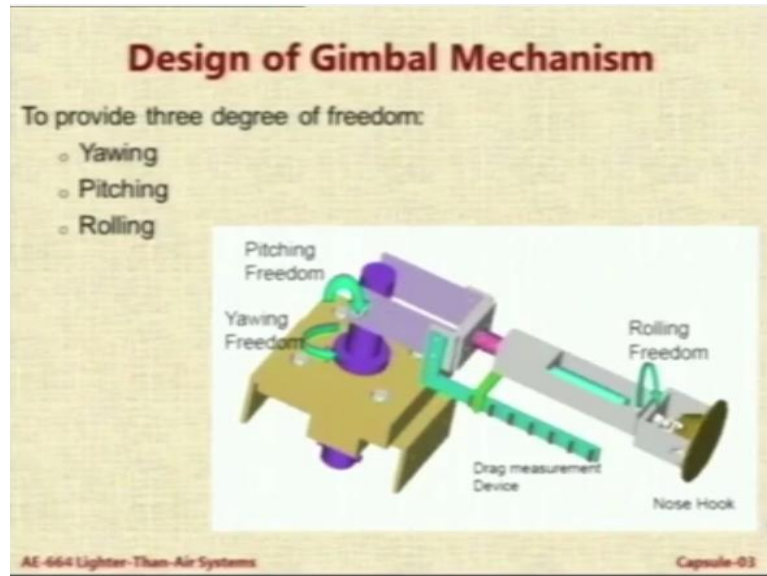 Design of Gimbal Mechanism
To provide three degree of freedom:
Yawing
Pitching
Rolling
Pitching
Freedom
Yawing
Freedom
Rolling
Freedom
Drag measurement
Device
Nose Hook
AE-664 Lighter-Than-Air Systems
Capsule-03